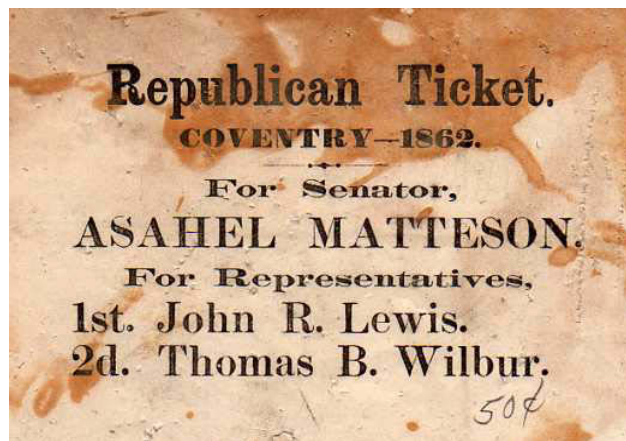 Republican Ticket.
COVENTRY—1862.
For Senator,
ASAHEL MATTESON.
For Representatives,
1st. John R. Lewis.
2d. Thomas B. Wilbur.
50¢